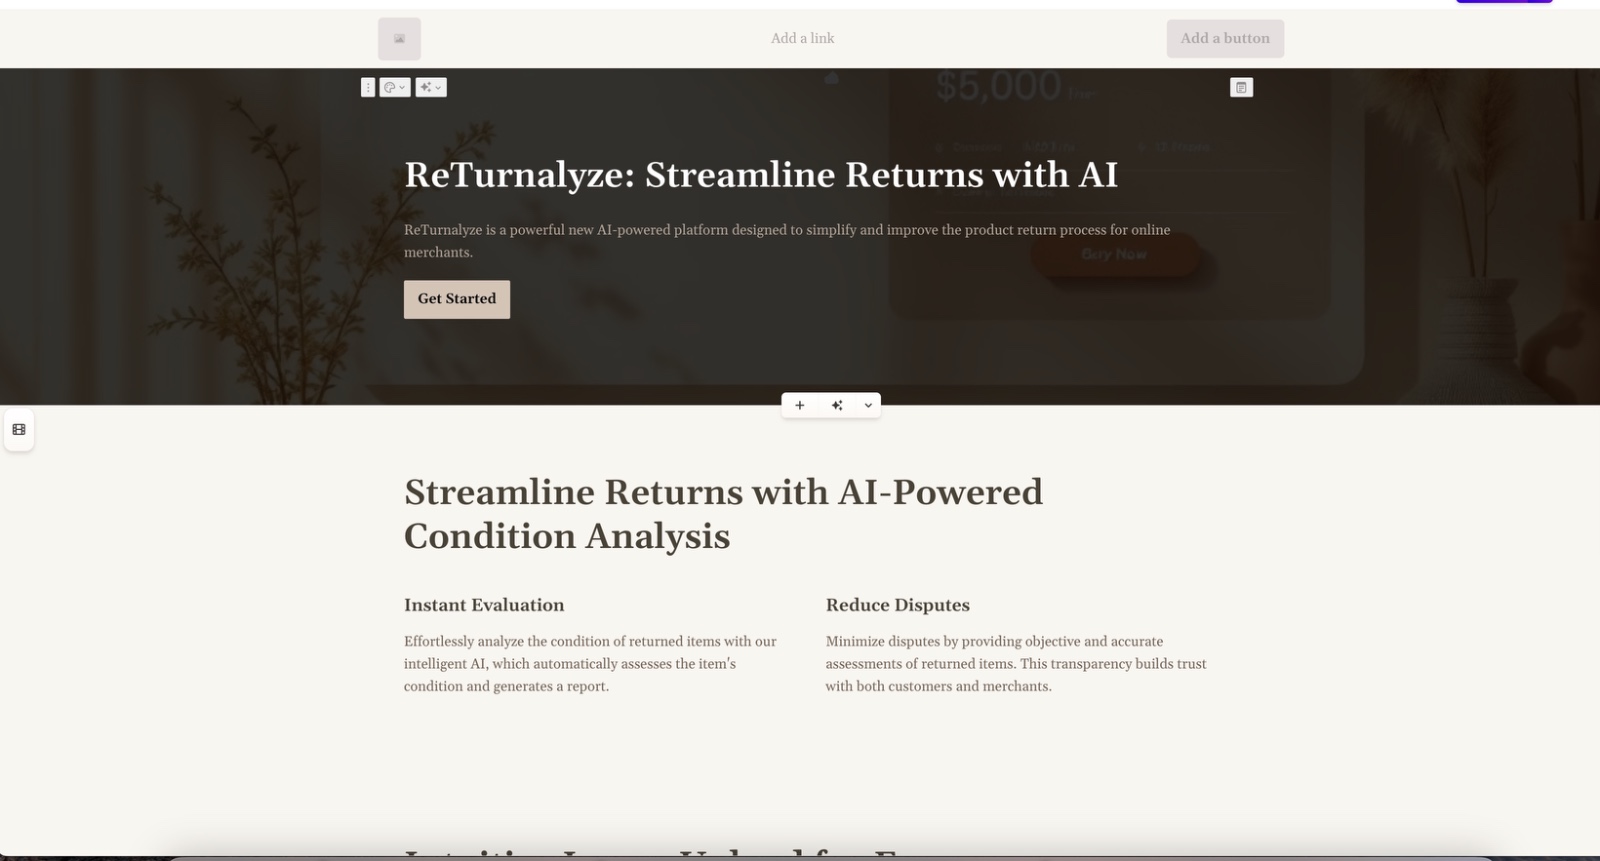 Add a link
Add a button
$5,000
ReTurnalyze: Streamline Returns with AI
ReTurnalyze is a powerful new AI-powered platform designed to simplify and improve the product return process for online
merchants.
Bery Now
Get Started
Streamline Returns with AI-Powered
Condition Analysis
Instant Evaluation
Effortlessly analyze the condition of returned items with our
intelligent AI, which automatically assesses the item's
condition and generates a report.
Reduce Disputes
Minimize disputes by providing objective and accurate
assessments of returned items. This transparency builds trust
with both customers and merchants.